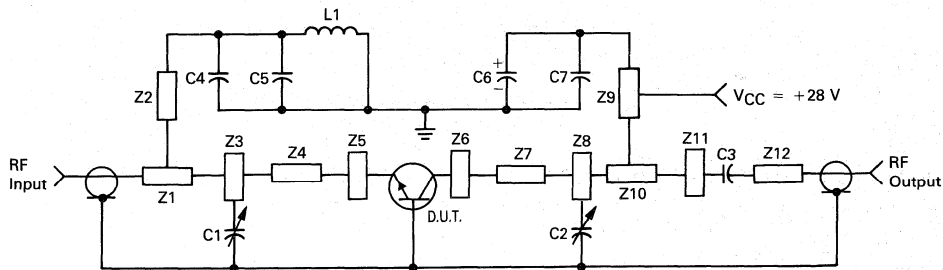 L1
C4
C5
C6
+
−
C7
Z2
Z9
VCC = +28 V
RF
Input
Z1
Z3
Z4
Z5
Z6
Z7
Z8
Z10
Z11
C3
Z12
RF
Output
D.U.T.
C1
C2